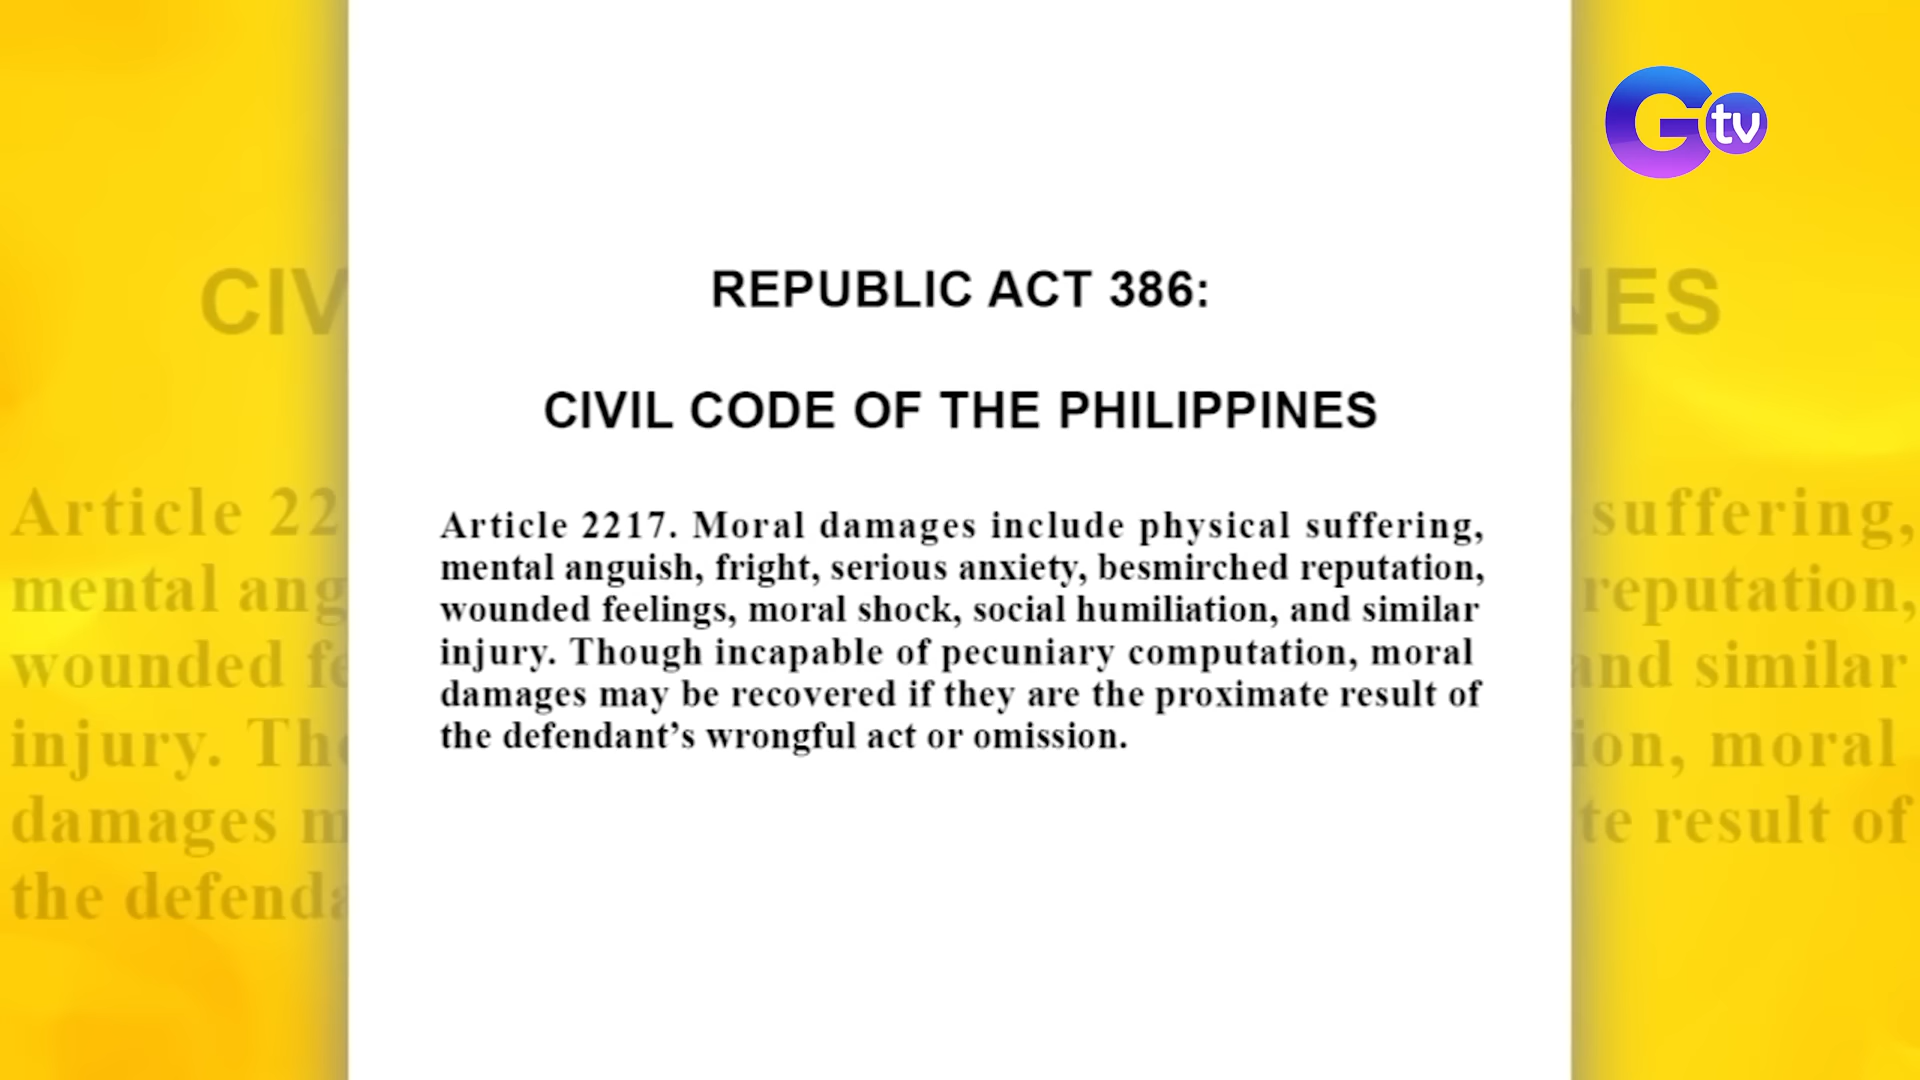 Gtv
REPUBLIC ACT 386:
CIVIL CODE OF THE PHILIPPINES
Article 2217. Moral damages include physical suffering,
mental anguish, fright, serious anxiety, besmirched reputation,
wounded feelings, moral shock, social humiliation, and similar
injury. Though incapable of pecuniary computation, moral
damages may be recovered if they are the proximate result of
the defendant’s wrongful act or omission.